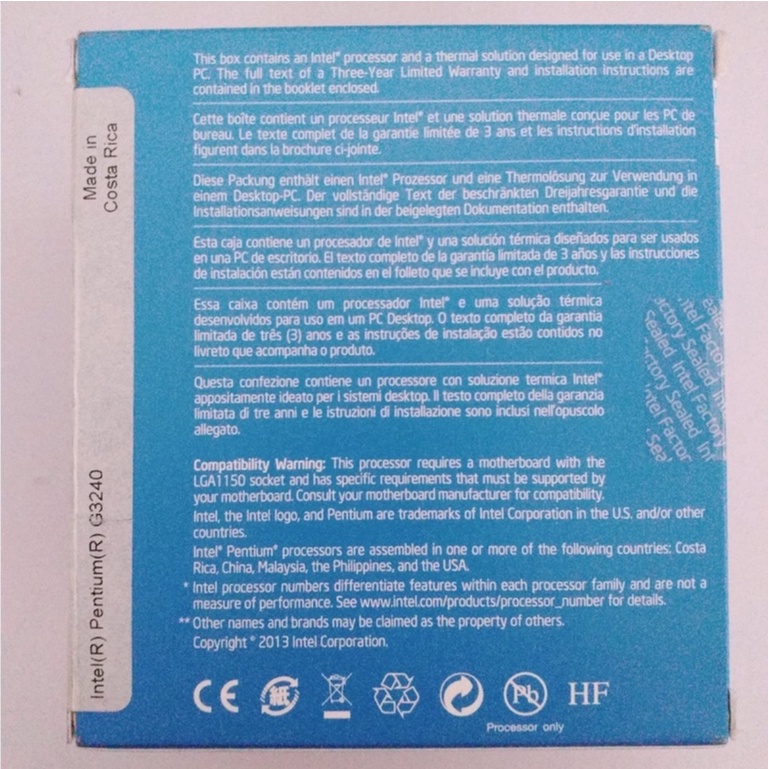 This box contains an Intel® processor and a thermal solution designed for use in a Desktop
PC. The full text of a Three-Year Limited Warranty and installation instructions are
contained in the booklet enclosed.
Cette boîte contient un processeur Intel® et une solution thermale conçue pour les PC de
bureau. Le texte complet de la garantie limitée de 3 ans et les instructions d'installation
figurent dans la brochure ci-jointe.
Diese Packung enthält einen Intel® Prozessor und eine Thermolösung zur Verwendung in
einem Desktop-PC. Der vollständige Text der beschränkten Dreijahresgarantie und die
Installationsanweisungen sind in der beigelegten Dokumentation enthalten.
Esta caja contiene un procesador de Intel® y una solución térmica diseñados para ser usados
en una PC de escritorio. El texto completo de la garantía limitada de 3 años y las instrucciones
de instalación están contenidos en el folleto que se incluye con el producto.
Essa caixa contém um processador Intel® e uma solução térmica
desenvolvidos para uso em um PC Desktop. O texto completo da garantia
limitada de três (3) anos e as instruções de instalação estão contidos no
livreto que acompanha o produto.
Questa confezione contiene un processore con soluzione termica Intel®
appositamente ideato per i sistemi desktop. Il testo completo della garanzia
limitata di tre anni e le istruzioni di installazione sono inclusi nell'opuscolo
allegato.
Compatibility Warning: This processor requires a motherboard with the
LGA1150 socket and has specific requirements that must be supported by
your motherboard. Consult your motherboard manufacturer for compatibility.
Intel, the Intel logo, and Pentium are trademarks of Intel Corporation in the U.S. and/or other
countries.
Intel® Pentium® processors are assembled in one or more of the following countries: Costa
Rica, China, Malaysia, the Philippines, and the USA.
* Intel processor numbers differentiate features within each processor family and are not a
measure of performance. See www.intel.com/products/processor_number for details.
** Other names and brands may be claimed as the property of others.
Copyright © 2013 Intel Corporation.
CE 紙 Pb HF
Processor only
Made in
Costa Rica
Intel(R) Pentium(R) G3240
Intel Factory
Factory Sealed
Sealed Intel Factory
Factory Sealed Int
Intel Factor
Sea